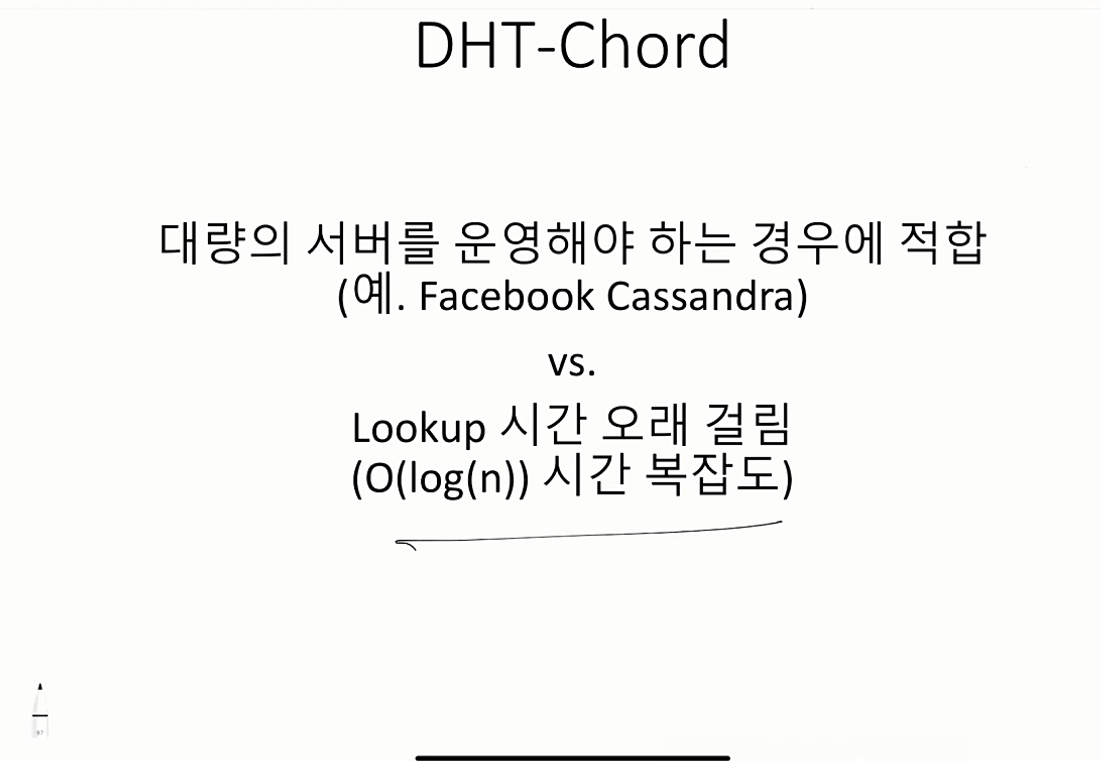 DHT-Chord
대량의 서버를 운영해야 하는 경우에 적합
(예. Facebook Cassandra)
vs.
Lookup 시간 오래 걸림
(O(log(n)) 시간 복잡도)